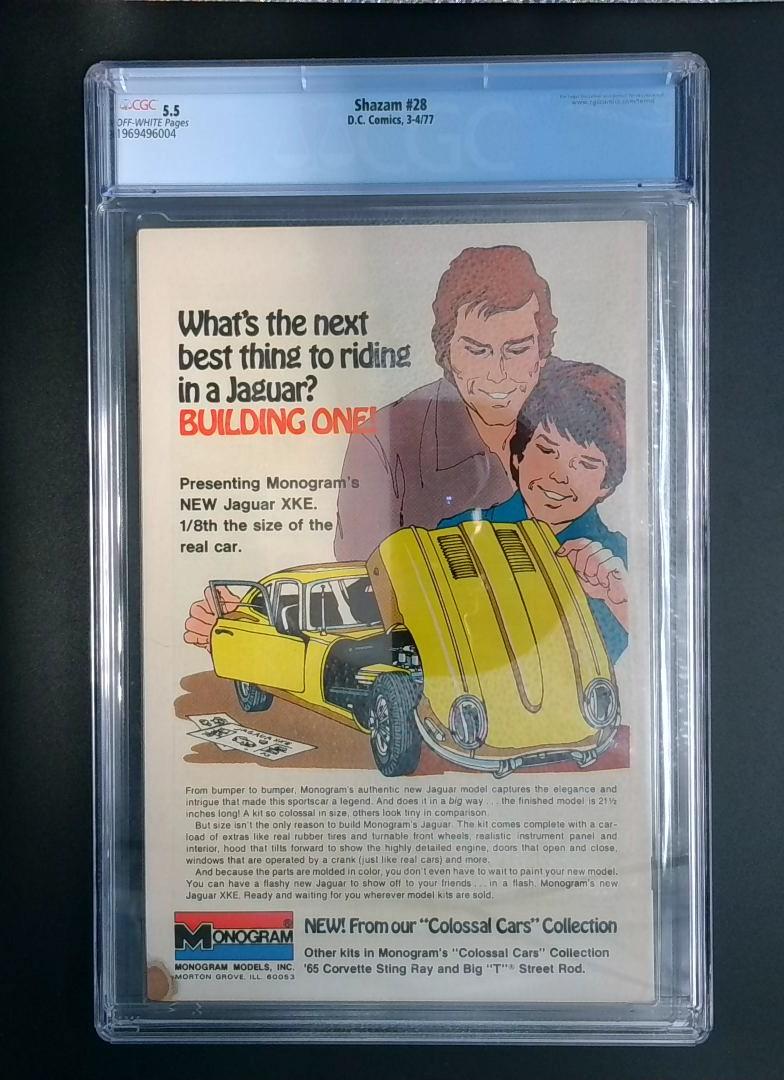 CGC 5.5
OFF-WHITE Pages
1969496004
Shazam #28
D.C. Comics, 3-4/77
www.cgccomics.com/terms
CGC
What's the next
best thing to riding
in a Jaguar?
BUILDING ONE!
Presenting Monogram's
NEW Jaguar XKE.
1/8th the size of the
real car.
JAGUAR XKE
From bumper to bumper, Monogram's authentic new Jaguar model captures the elegance and
intrigue that made this sportscar a legend. And does it in a big way . . . the finished model is 21½
inches long! A kit so colossal in size, others look tiny in comparison.
But size isn't the only reason to build Monogram's Jaguar. The kit comes complete with a car-
load of extras like real rubber tires and turnable front wheels, realistic instrument panel and
interior, hood that tilts forward to show the highly detailed engine, doors that open and close,
windows that are operated by a crank (just like real cars) and more.
And because the parts are molded in color, you don't even have to wait to paint your new model.
You can have a flashy new Jaguar to show off to your friends . . . in a flash. Monogram's new
Jaguar XKE. Ready and waiting for you wherever model kits are sold.
MONOGRAM®
MONOGRAM MODELS, INC.
MORTON GROVE, ILL. 60053
NEW! From our "Colossal Cars" Collection
Other kits in Monogram's "Colossal Cars" Collection
'65 Corvette Sting Ray and Big "T"® Street Rod.